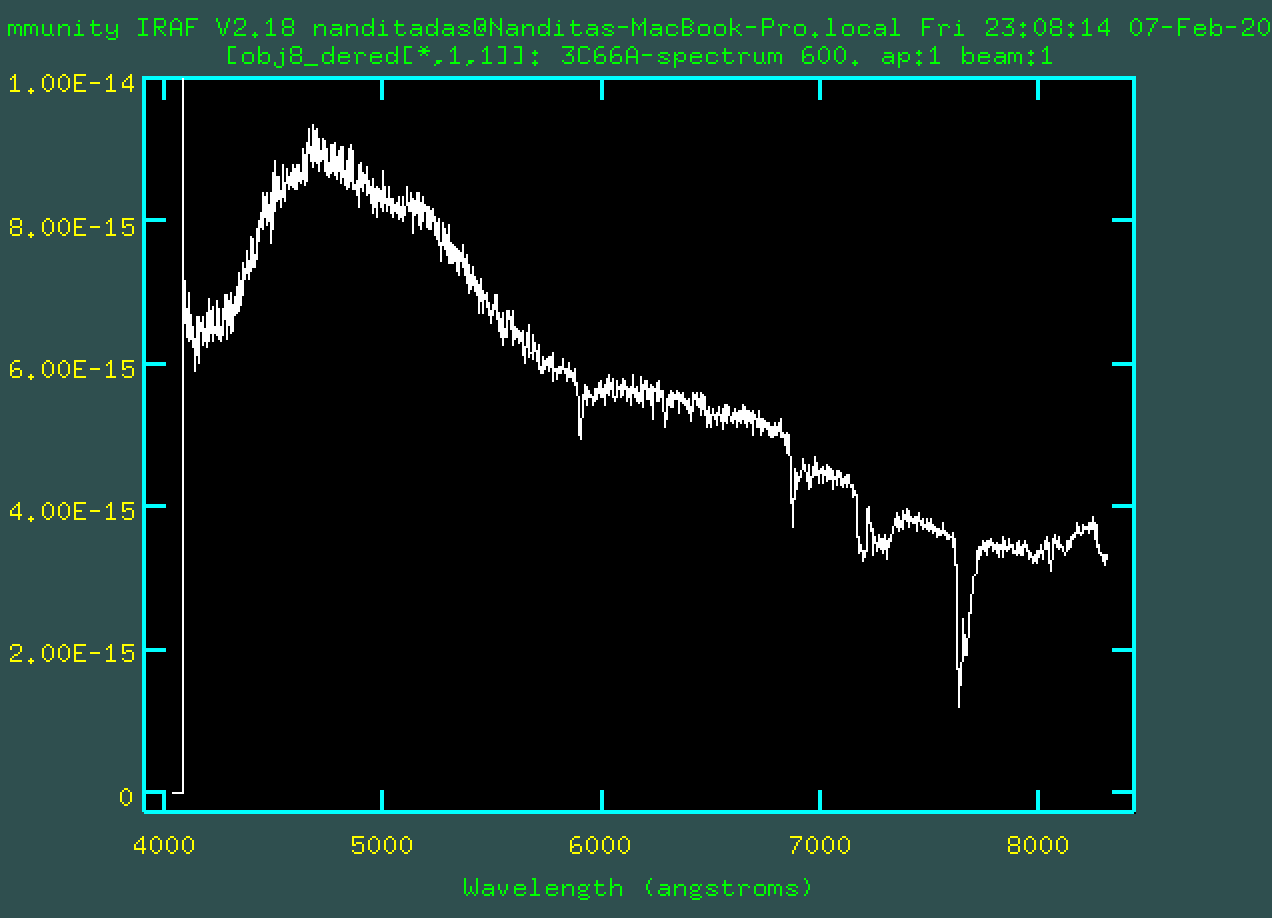 mmunity IRAF V2.18 nanditadas@Nanditas-MacBook-Pro.local Fri 23:08:14 07-Feb-20
[obj8_dered[*,1,1]]: 3C66A-spectrum 600. ap:1 beam:1
1.00E-14
8.00E-15
6.00E-15
4.00E-15
2.00E-15
0
4000 5000 6000 7000 8000
Wavelength (angstroms)